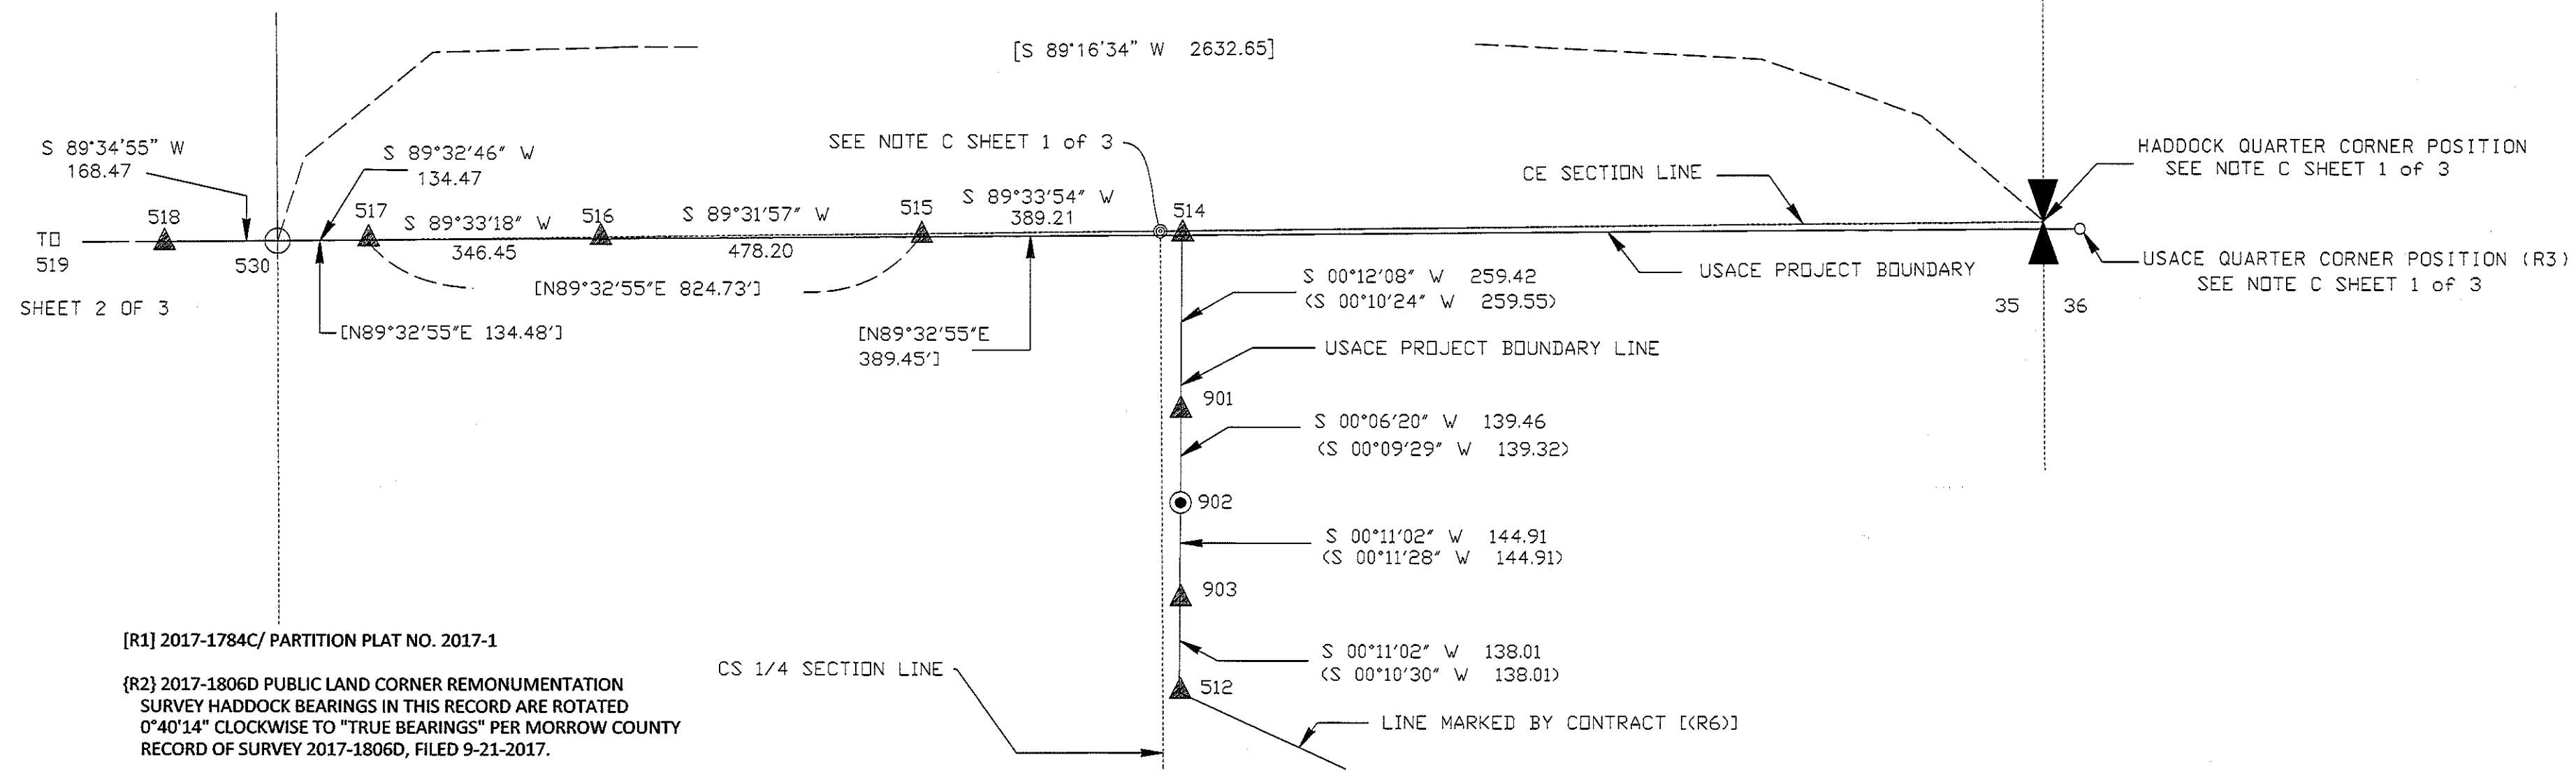 [S 89°16'34" W 2632.65]
S 89°34'55" W
168.47
S 89°32'46" W
134.47
SEE NOTE C SHEET 1 of 3
HADDOCK QUARTER CORNER POSITION
SEE NOTE C SHEET 1 of 3
CE SECTION LINE
518
517
S 89°33'18" W
346.45
516
S 89°31'57" W
478.20
515
S 89°33'54" W
389.21
514
TO
519
530
SHEET 2 OF 3
[N89°32'55"E 824.73']
[N89°32'55"E 134.48']
[N89°32'55"E
389.45']
USACE PROJECT BOUNDARY
USACE QUARTER CORNER POSITION (R3)
SEE NOTE C SHEET 1 of 3
35 36
S 00°12'08" W 259.42
(S 00°10'24" W 259.55)
USACE PROJECT BOUNDARY LINE
901
S 00°06'20" W 139.46
(S 00°09'29" W 139.32)
902
S 00°11'02" W 144.91
(S 00°11'28" W 144.91)
903
S 00°11'02" W 138.01
(S 00°10'30" W 138.01)
512
LINE MARKED BY CONTRACT [(R6)]
CS 1/4 SECTION LINE
[R1] 2017-1784C/ PARTITION PLAT NO. 2017-1
{R2} 2017-1806D PUBLIC LAND CORNER REMONUMENTATION
SURVEY HADDOCK BEARINGS IN THIS RECORD ARE ROTATED
0°40'14" CLOCKWISE TO "TRUE BEARINGS" PER MORROW COUNTY
RECORD OF SURVEY 2017-1806D, FILED 9-21-2017.